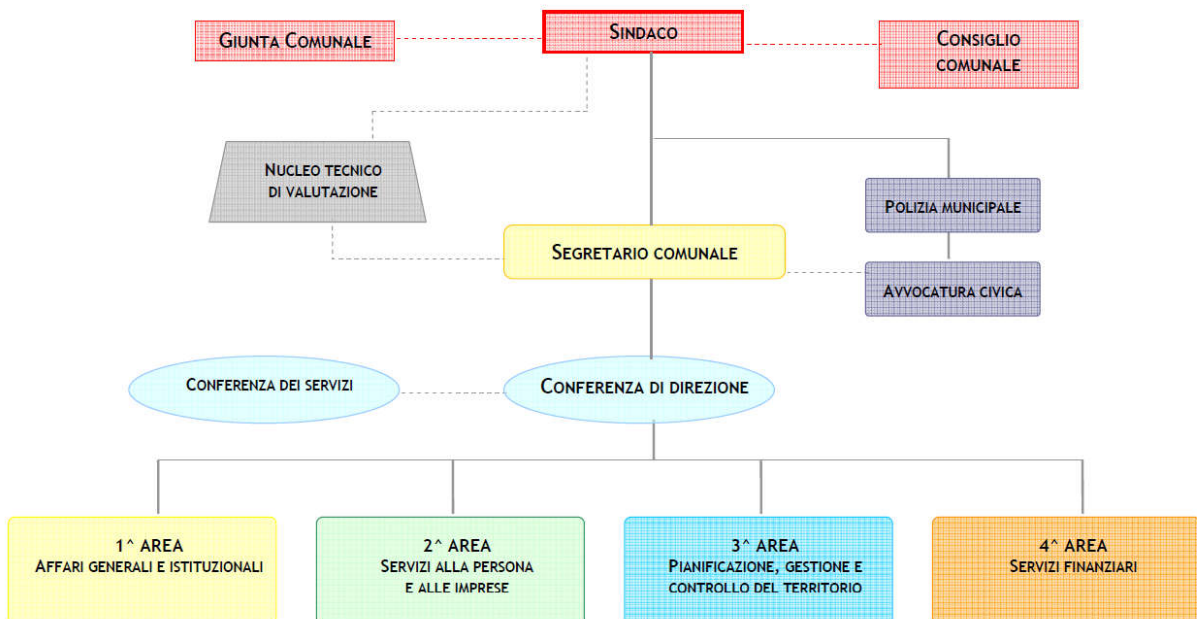 GIUNTA COMUNALE
SINDACO
CONSIGLIO
COMUNALE
NUCLEO TECNICO
DI VALUTAZIONE
POLIZIA MUNICIPALE
SEGRETARIO COMUNALE
AVVOCATURA CIVICA
CONFERENZA DEI SERVIZI
CONFERENZA DI DIREZIONE
1^ AREA
AFFARI GENERALI E ISTITUZIONALI
2^ AREA
SERVIZI ALLA PERSONA
E ALLE IMPRESE
3^ AREA
PIANIFICAZIONE, GESTIONE E
CONTROLLO DEL TERRITORIO
4^ AREA
SERVIZI FINANZIARI